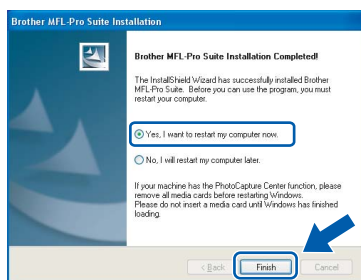 Brother MFL-Pro Suite Installation
Brother MFL-Pro Suite Installation Completed!
The InstallShield Wizard has successfully installed Brother
MFL-Pro Suite. Before you can use the program, you must
restart your computer.
Yes, I want to restart my computer now.
No, I will restart my computer later.
If your machine has the PhotoCapture Center function, please
remove all media cards before restarting Windows.
Please do not insert a media card until Windows has finished
loading.
< Back Finish Cancel